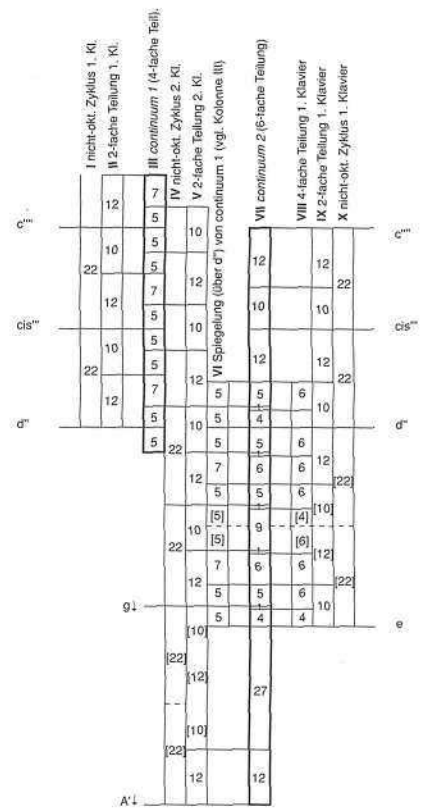 I nicht-okt. Zyklus 1. Kl.
II 2-fache Teilung 1. Kl.
III continuum 1 (4-fache Teil).
IV nicht-okt. Zyklus 2. Kl.
V 2-fache Teilung 2. Kl.
VI Spiegelung (über d''') von continuum 1 (vgl. Kolonne III)
VII continuum 2 (6-fache Teilung)
VIII 4-fache Teilung 1. Klavier
IX 2-fache Teilung 1. Klavier
X nicht-okt. Zyklus 1. Klavier
12 7
5 10
c'''' c''''
5
10 12 12
22 5 22
7 12
12 10 10
5
cis''' cis'''
5 10
10 12 12
5
22 12 22
12 7 5 5 6
10
5 4
d''' d'''
5 10 5 5 6
22 12
12 7 6 6 [22]
5 5 6
[10]
[5] [4]
10 9
22 [5] [6]
[12]
7 6 6
12 [22]
5 5 6
g↓ 10
5 4 4
[10] e
[22]
[12]
27
[10]
[22]
12 12
A'↓